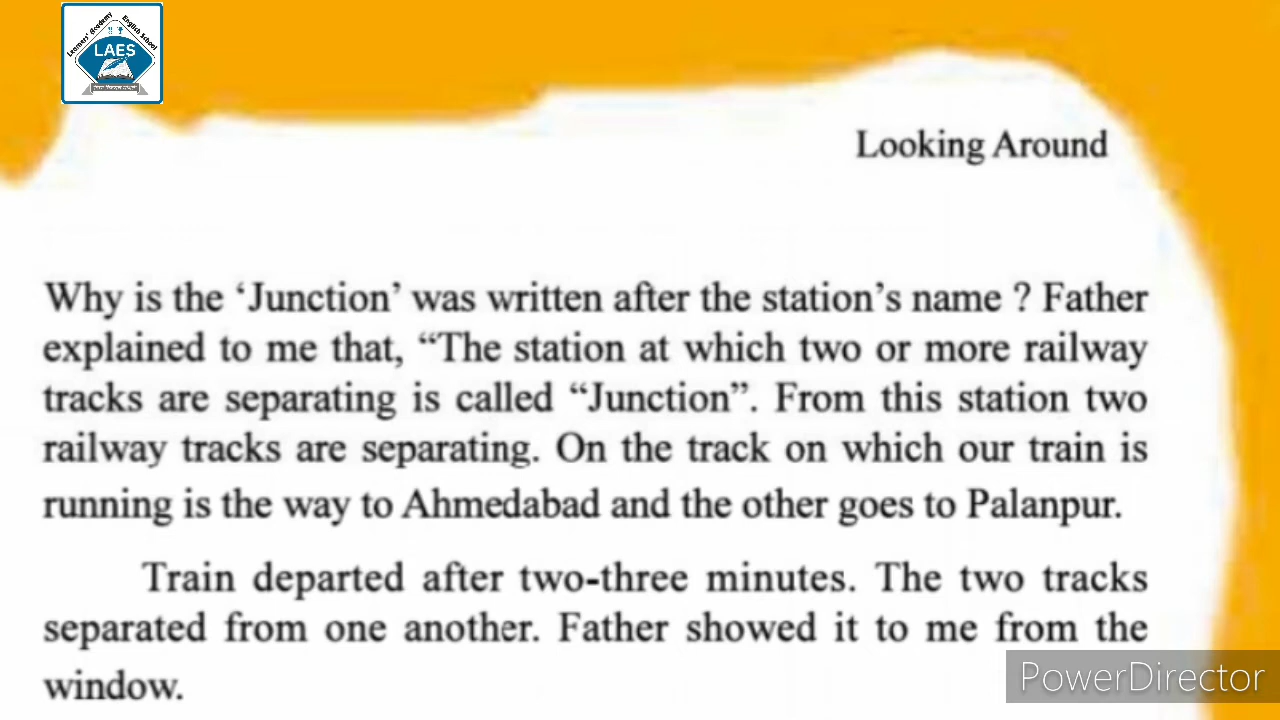 Learners' Academy English School
LAES
Looking Around
Why is the ‘Junction’ was written after the station’s name ? Father
explained to me that, “The station at which two or more railway
tracks are separating is called “Junction”. From this station two
railway tracks are separating. On the track on which our train is
running is the way to Ahmedabad and the other goes to Palanpur.
Train departed after two-three minutes. The two tracks
separated from one another. Father showed it to me from the
window.
PowerDirector